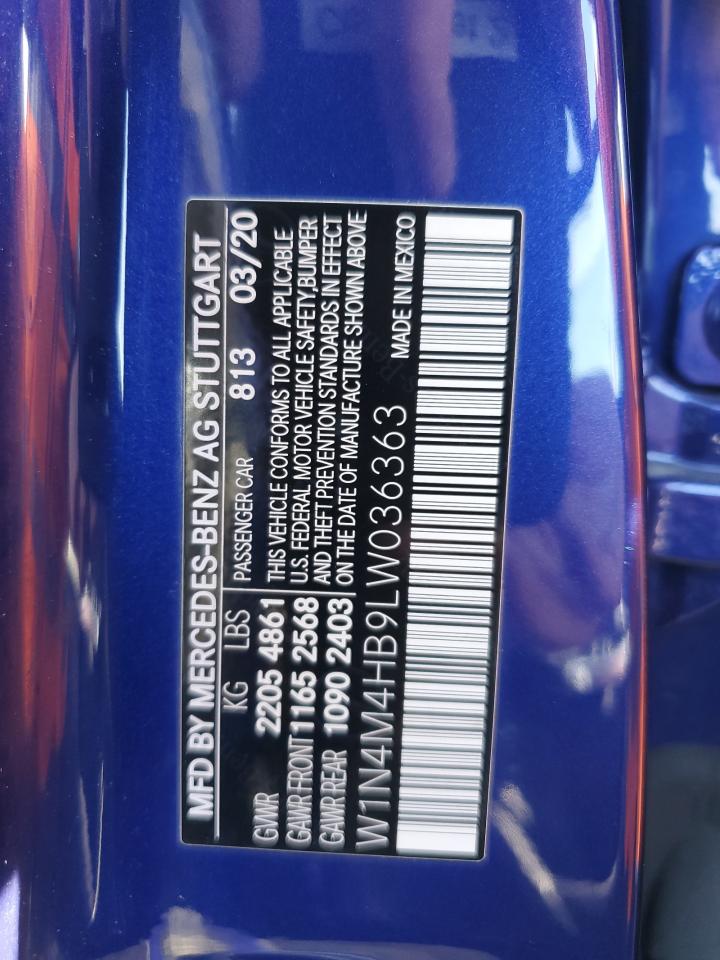 MFD BY MERCEDES-BENZ AG STUTTGART
KG LBS PASSENGER CAR 813 03/20
GVWR 2205 4861 THIS VEHICLE CONFORMS TO ALL APPLICABLE
GAWR FRONT 1165 2568 U.S. FEDERAL MOTOR VEHICLE SAFETY,BUMPER
GAWR REAR 1090 2403 AND THEFT PREVENTION STANDARDS IN EFFECT
ON THE DATE OF MANUFACTURE SHOWN ABOVE
W1N4M4HB9LW036363 MADE IN MEXICO